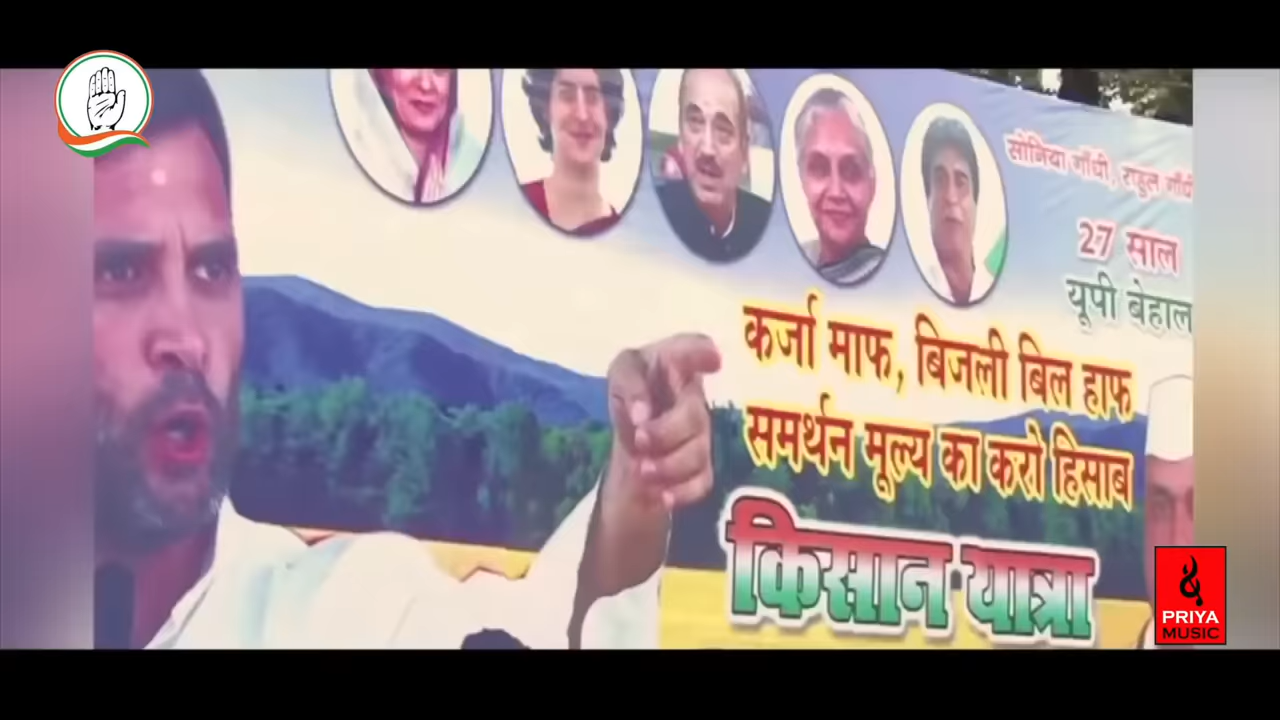 सोनिया गाँधी, राहुल गाँधी
27 साल
यूपी बेहाल
कर्जा माफ, बिजली बिल हाफ
समर्थन मूल्य का करो हिसाब
किसान यात्रा
PRIYA
MUSIC